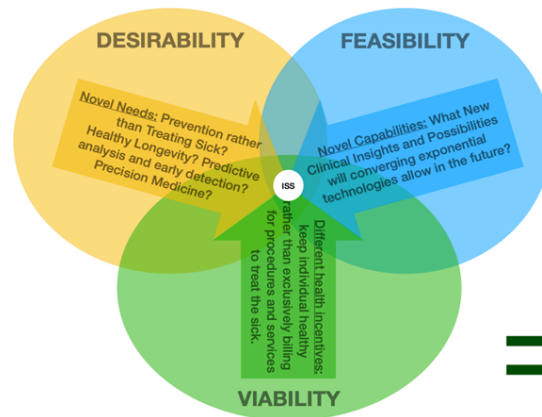 DESIRABILITY
FEASIBILITY
Novel Needs: Prevention rather
than Treating Sick?
Healthy Longevity? Predictive
analysis and early detection?
Precision Medicine?
Novel Capabilities: What New
Clinical Insights and Possibilities
will converging exponential
technologies allow in the future?
ISS
Different health incentives:
keep individual healthy
rather than exclusively billing
for procedures and services
to treat the sick.
VIABILITY
=